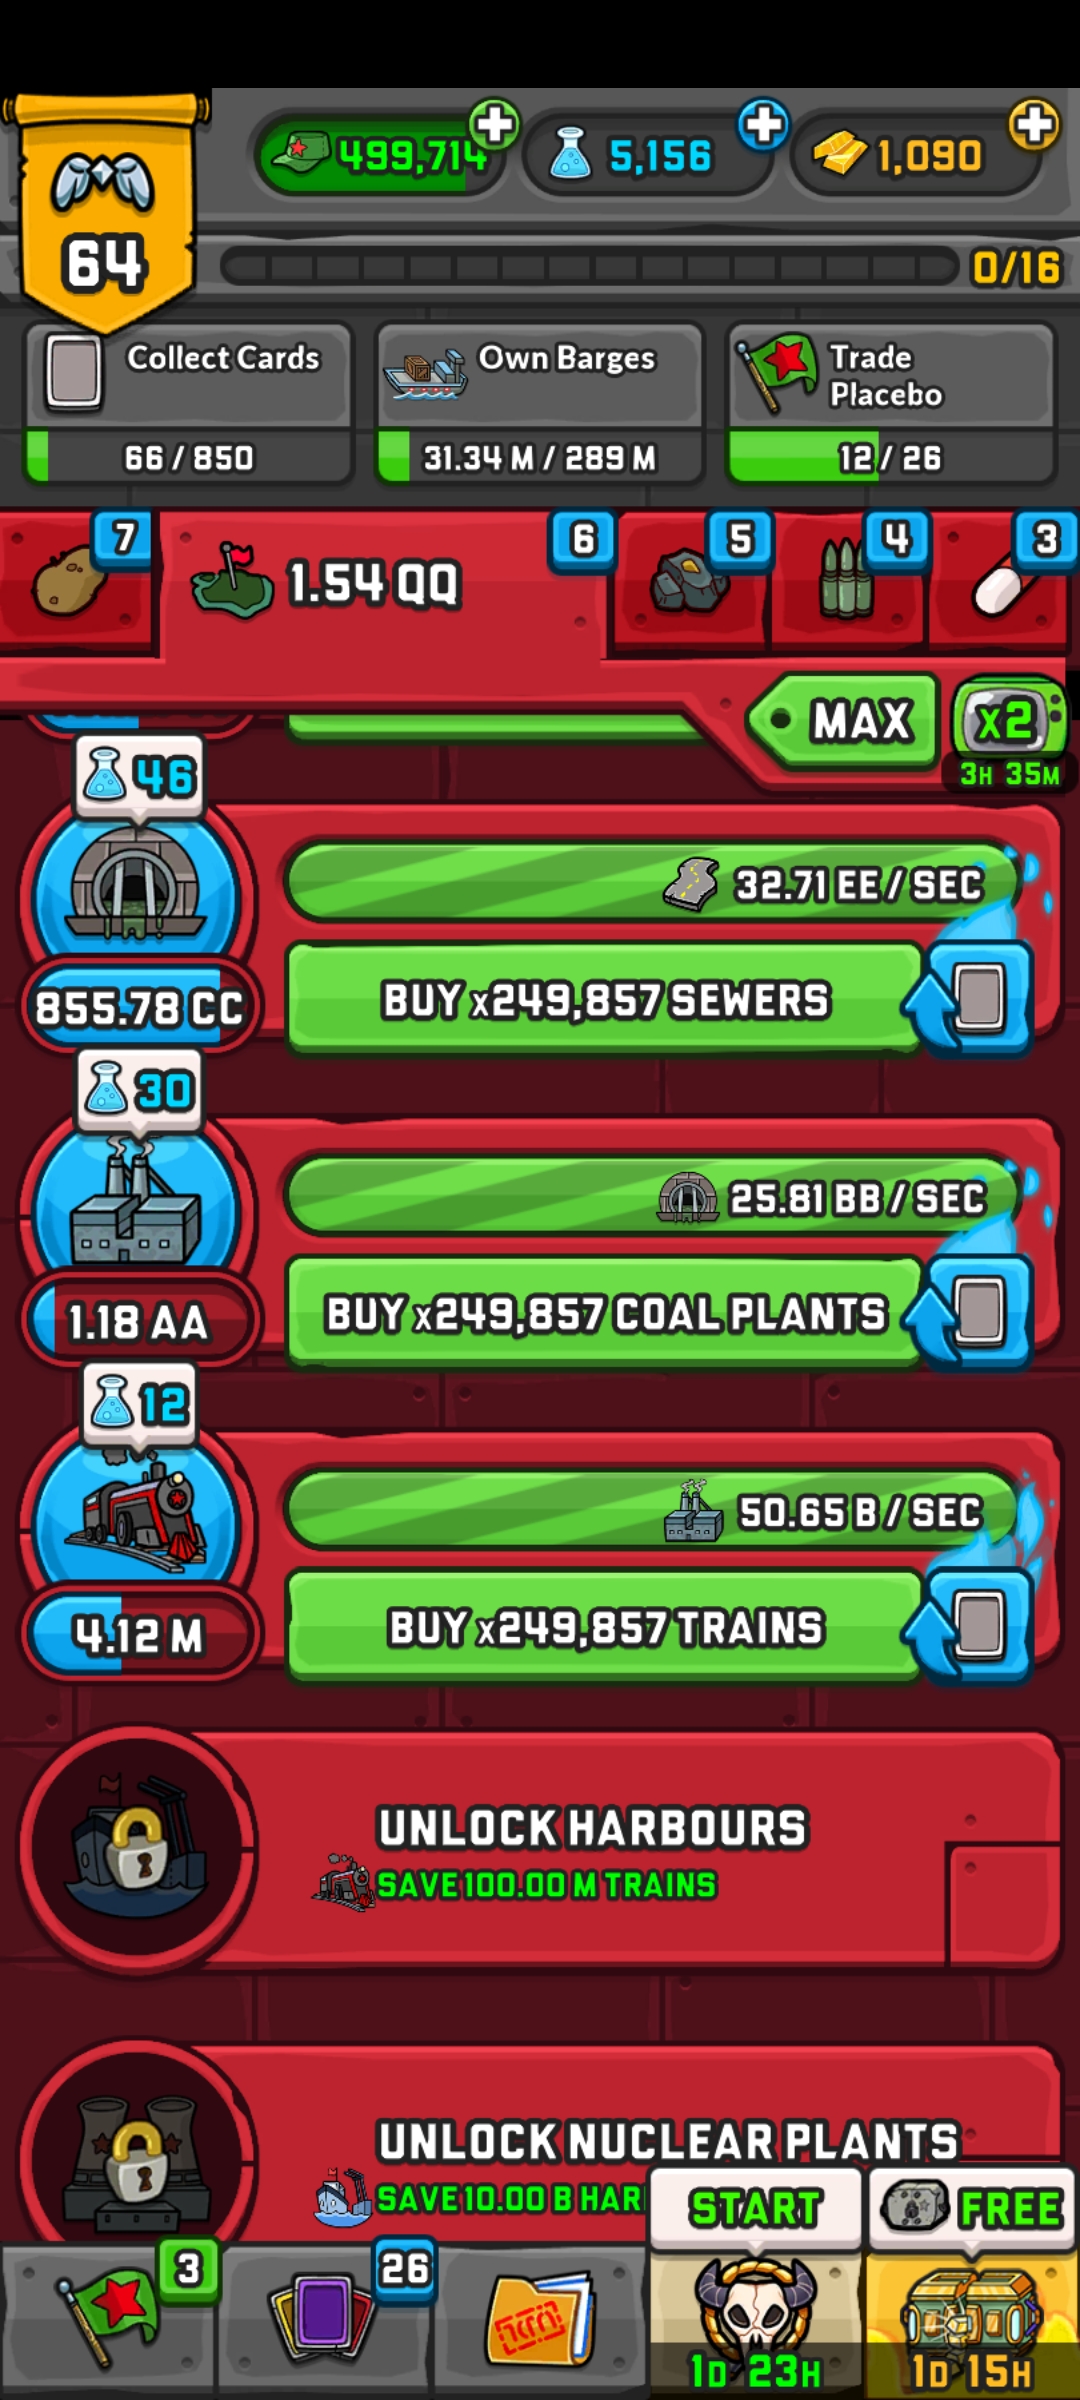 499,714
5,156
1,090
64
0/16
Collect Cards
66 / 850
Own Barges
31.34 M / 289 M
Trade
Placebo
12 / 26
7
1.54 QQ
6
5
4
3
MAX
x2
3H 35M
46
32.71 EE / SEC
855.78 CC
BUY x249,857 SEWERS
30
25.81 BB / SEC
1.18 AA
BUY x249,857 COAL PLANTS
12
50.65 B / SEC
4.12 M
BUY x249,857 TRAINS
UNLOCK HARBOURS
SAVE 100.00 M TRAINS
UNLOCK NUCLEAR PLANTS
SAVE 10.00 B HAR
START
FREE
3
26
1D 23H
1D 15H